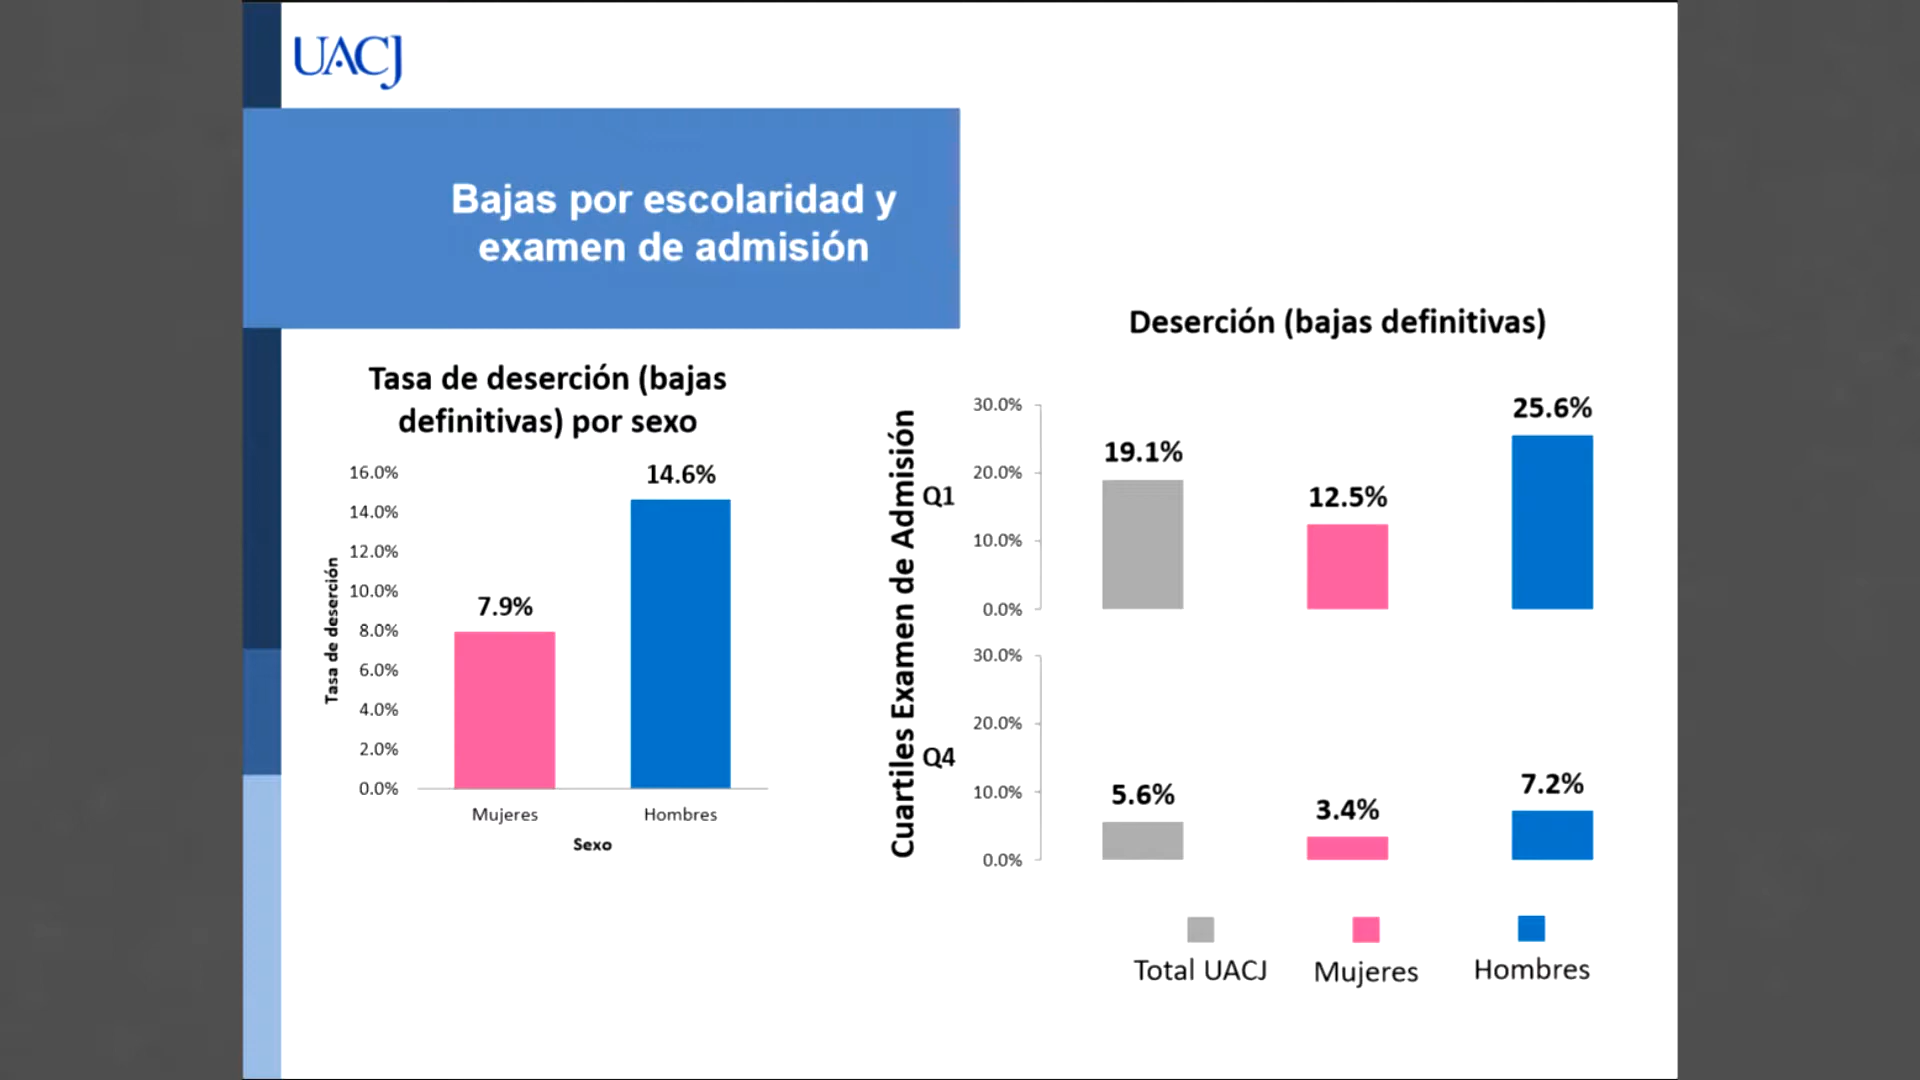 UACJ
Bajas por escolaridad y
examen de admisión
Tasa de deserción (bajas
definitivas) por sexo
16.0%
14.0%
12.0%
10.0%
8.0%
6.0%
4.0%
2.0%
0.0%
Tasa de deserción
7.9%
14.6%
Mujeres
Hombres
Sexo
Deserción (bajas definitivas)
Cuartiles Examen de Admisión
Q1
30.0%
20.0%
10.0%
0.0%
19.1%
12.5%
25.6%
Q4
30.0%
20.0%
10.0%
0.0%
5.6%
3.4%
7.2%
Total UACJ
Mujeres
Hombres